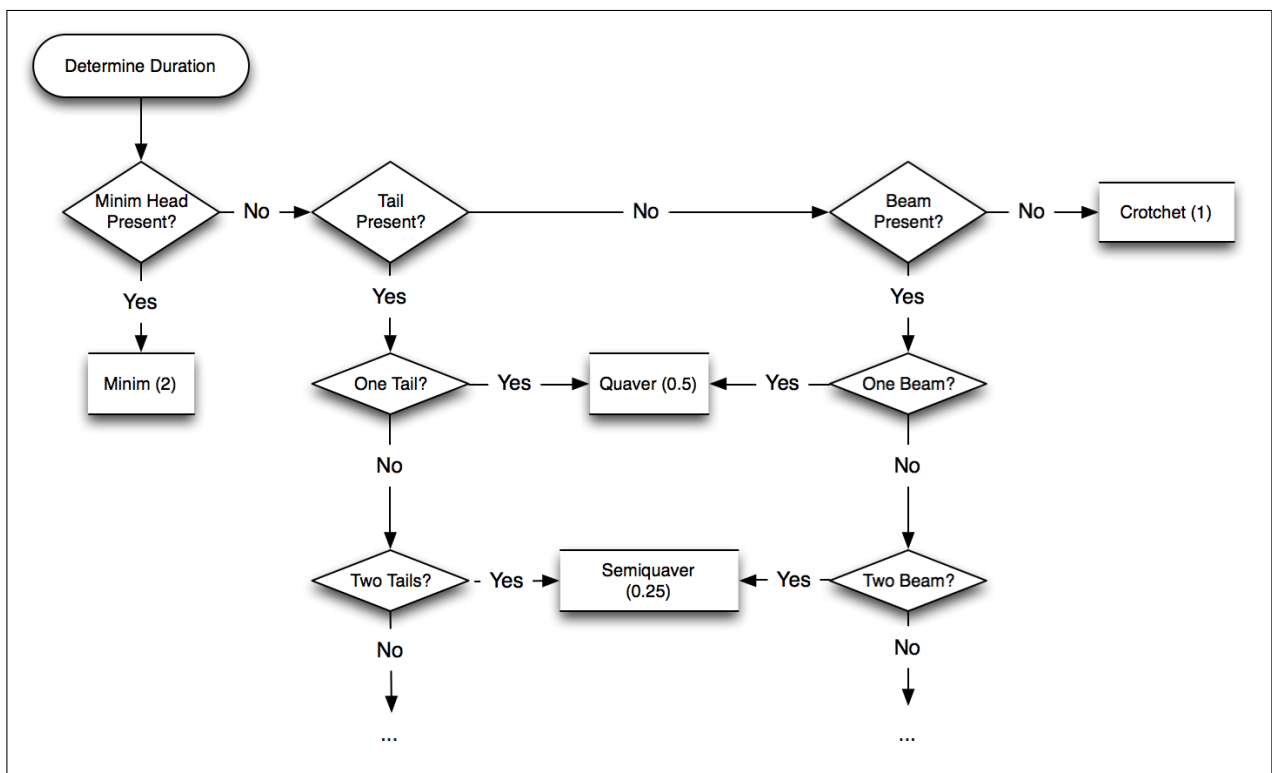 Determine Duration
Minim Head
Present?
No
Tail
Present?
No
Beam
Present?
No
Crotchet (1)
Yes
Yes
Yes
Minim (2)
One Tail?
Yes
Quaver (0.5)
Yes
One Beam?
No
No
Two Tails?
Yes
Semiquaver
(0.25)
Yes
Two Beam?
No
No
...
...